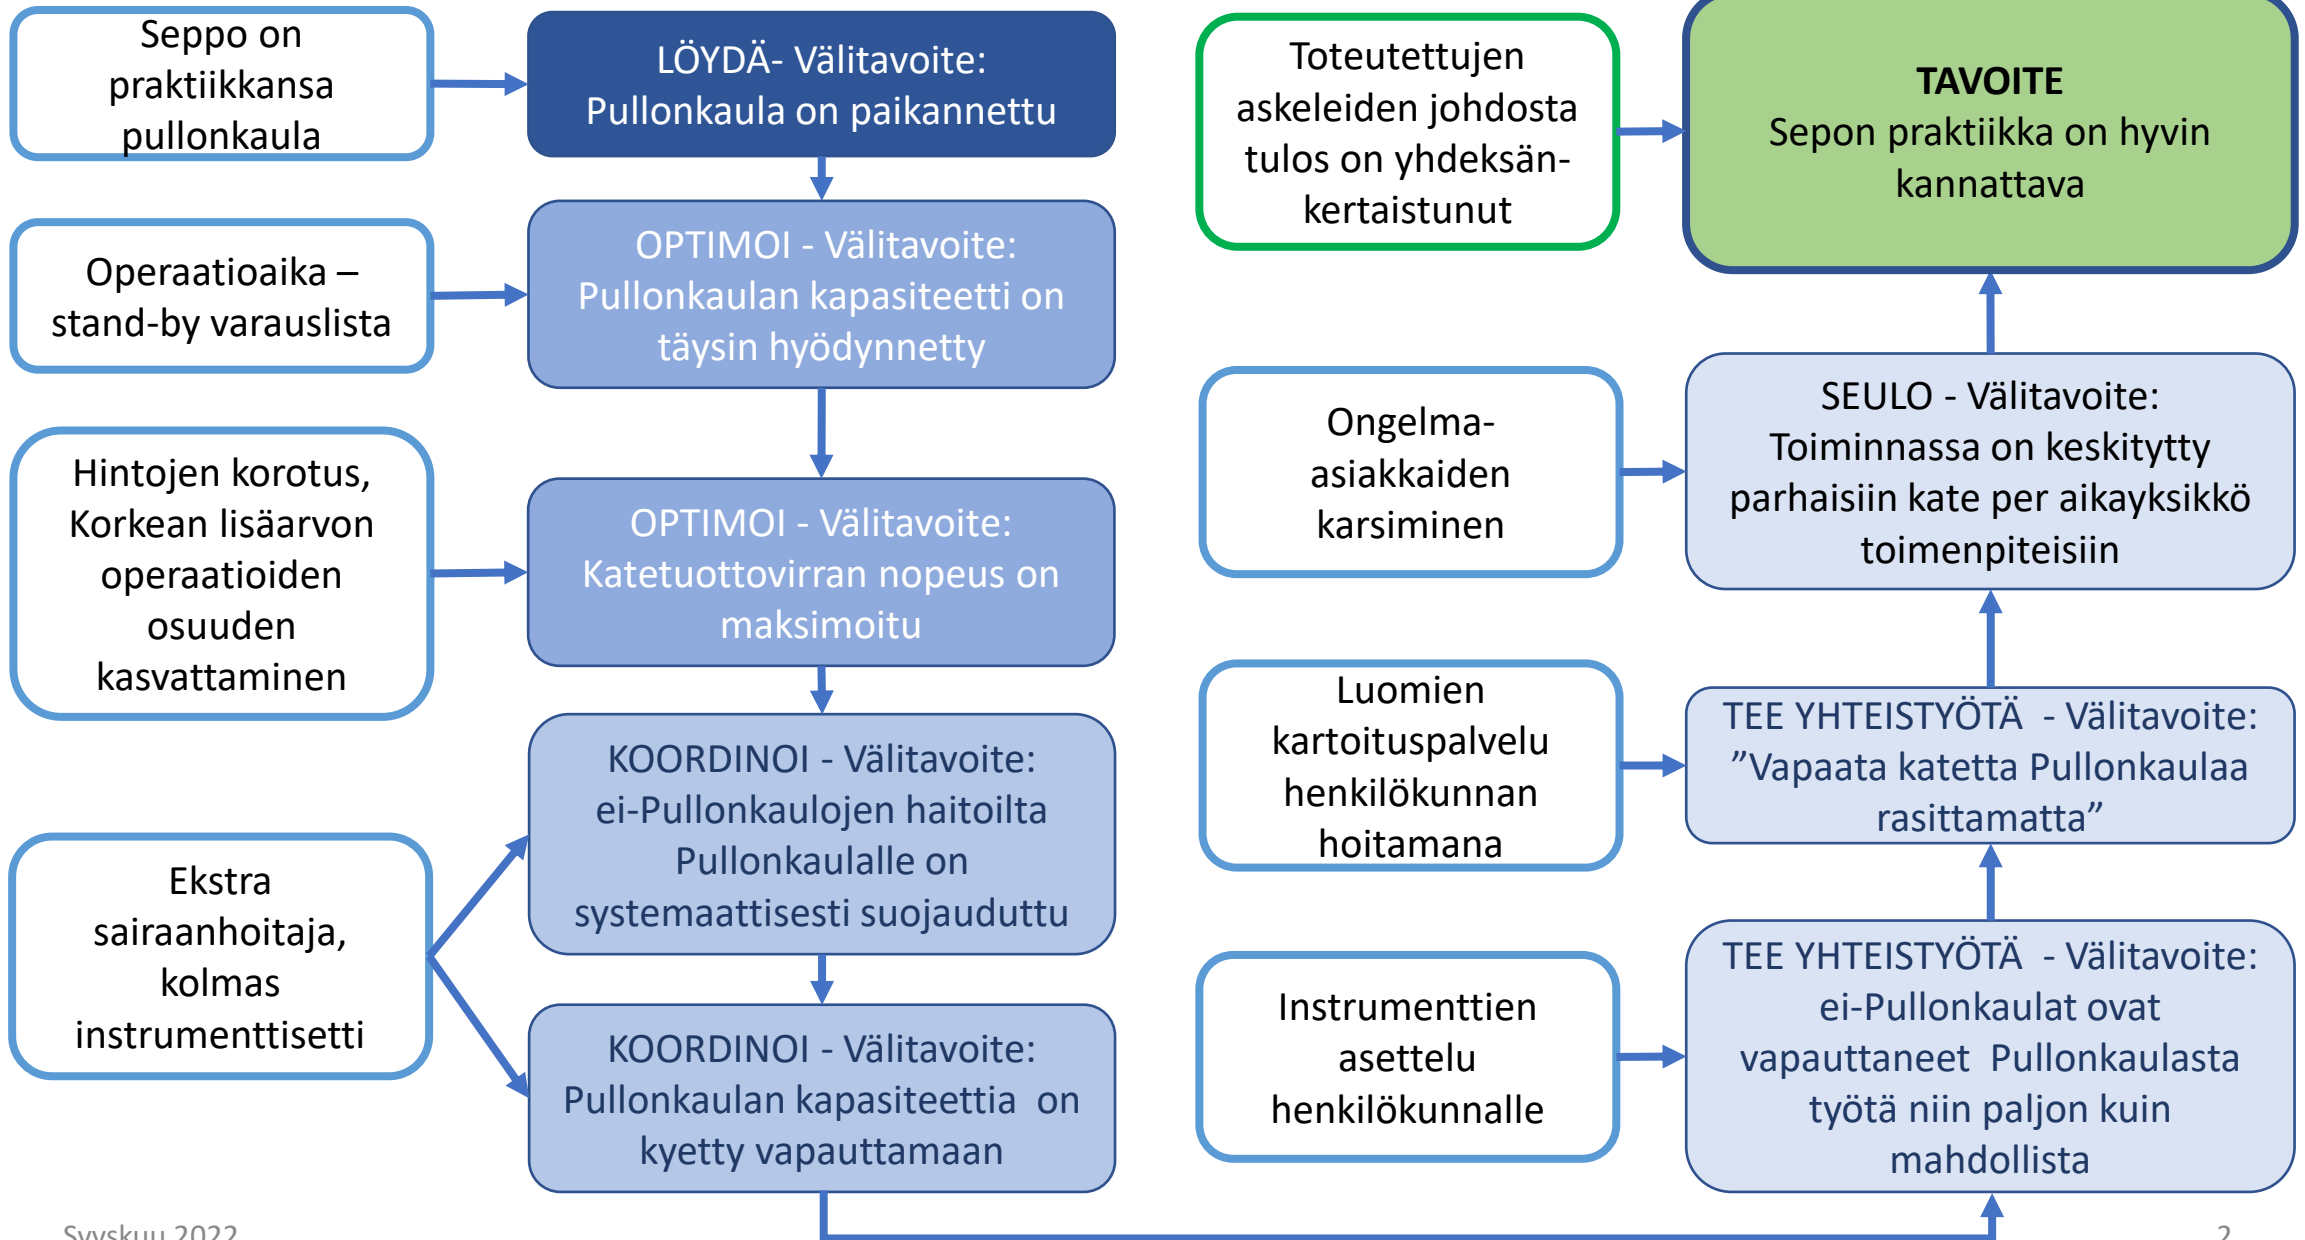 Seppo on
praktiikkansa
pullonkaula
LÖYDÄ- Välitavoite:
Pullonkaula on paikannettu
Operaatioaika –
stand-by varauslista
OPTIMOI - Välitavoite:
Pullonkaulan kapasiteetti on
täysin hyödynnetty
Hintojen korotus,
Korkean lisäarvon
operaatioiden
osuuden
kasvattaminen
OPTIMOI - Välitavoite:
Katetuottovirran nopeus on
maksimoitu
Ekstra
sairaanhoitaja,
kolmas
instrumenttisetti
KOORDINOI - Välitavoite:
ei-Pullonkaulojen haitoilta
Pullonkaulalle on
systemaattisesti suojauduttu
KOORDINOI - Välitavoite:
Pullonkaulan kapasiteettia  on
kyetty vapauttamaan
Toteutettujen
askeleiden johdosta
tulos on yhdeksän-
kertaistunut
TAVOITE
Sepon praktiikka on hyvin
kannattava
Ongelma-
asiakkaiden
karsiminen
SEULO - Välitavoite:
Toiminnassa on keskitytty
parhaisiin kate per aikayksikkö
toimenpiteisiin
Luomien
kartoituspalvelu
henkilökunnan
hoitamana
TEE YHTEISTYÖTÄ  - Välitavoite:
”Vapaata katetta Pullonkaulaa
rasittamatta”
Instrumenttien
asettelu
henkilökunnalle
TEE YHTEISTYÖTÄ  - Välitavoite:
ei-Pullonkaulat ovat
vapauttaneet  Pullonkaulasta
työtä niin paljon kuin
mahdollista
Syyskuu 2022
2